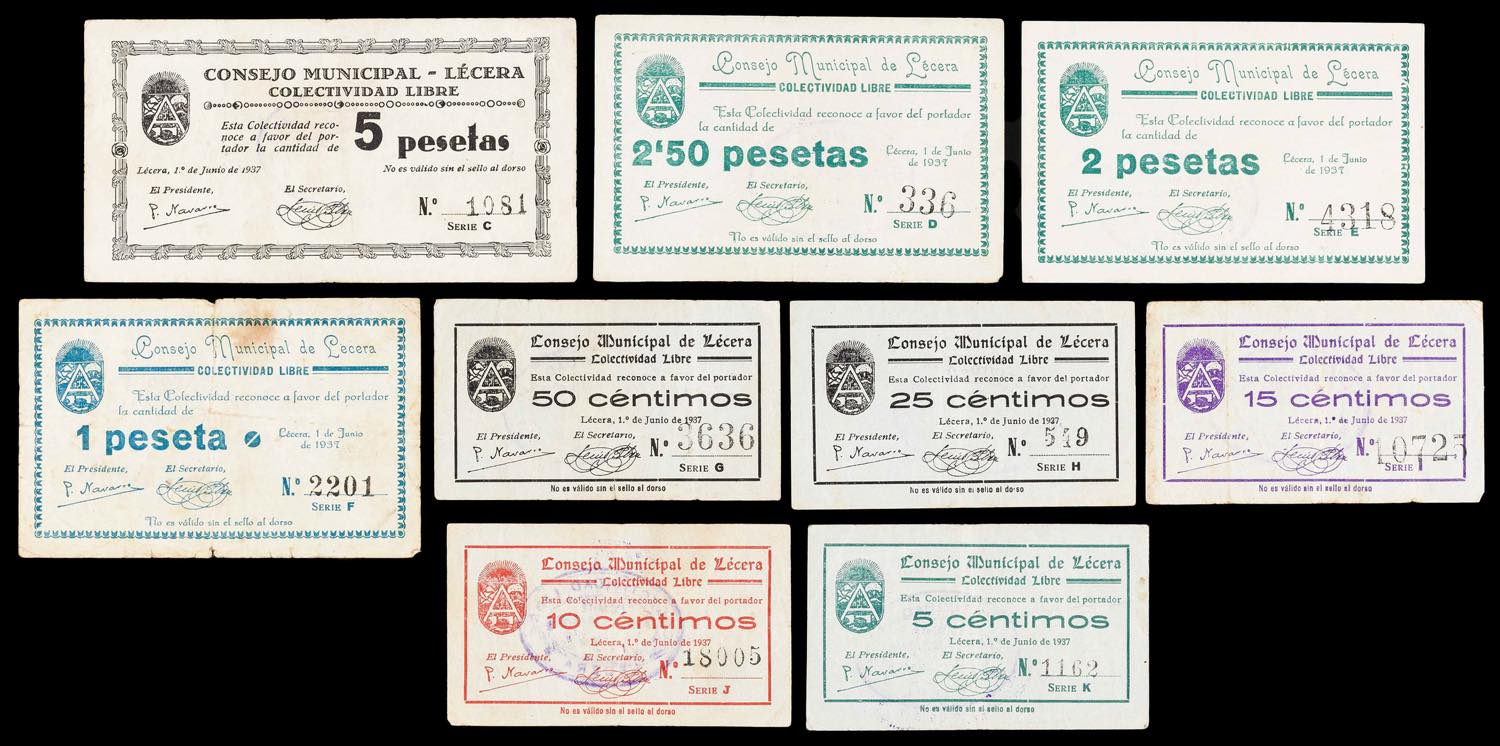 CONSEJO MUNICIPAL - LÉCERA
COLECTIVIDAD LIBRE
Esta Colectividad reco-
noce a favor del por-
tador la cantidad de
5 pesetas
Lécera, 1.º de Junio de 1937
No es válido sin el sello al dorso
El Presidente,
El Secretario,
P. Navarro
N.º 1981
SERIE C
Consejo Municipal de Lécera
COLECTIVIDAD LIBRE
Esta Colectividad reconoce a favor del portador
la cantidad de
2'50 pesetas
Lécera, 1 de Junio
de 1937
El Presidente,
El Secretario,
P. Navarro
N.º 336
SERIE D
No es válido sin el sello al dorso
Consejo Municipal de Lécera
COLECTIVIDAD LIBRE
Esta Colectividad reconoce a favor del portador
la cantidad de
2 pesetas
Lécera, 1 de Junio
de 1937
El Presidente,
El Secretario,
P. Navarro
N.º 4318
SERIE E
No es válido sin el sello al dorso
Consejo Municipal de Lecera
COLECTIVIDAD LIBRE
Esta Colectividad reconoce a favor del portador
la cantidad de
1 peseta
Lécera, 1 de Junio
de 1937
El Presidente,
El Secretario,
P. Navarro
N.º 2201
SERIE F
No es válido sin el sello al dorso
Consejo Municipal de Lécera
Colectividad Libre
Esta Colectividad reconoce a favor del portador
50 céntimos
Lécera, 1.º de Junio de 1937
El Presidente,
El Secretario,
P. Navarro
N.º 3636
SERIE G
No es válido sin el sello al dorso
Consejo Municipal de Lécera
Colectividad Libre
Esta Colectividad reconoce a favor del portador
25 céntimos
Lécera, 1.º de Junio de 1937
El Presidente,
El Secretario,
P. Navarro
N.º 549
SERIE H
No es válido sin el sello al dorso
Consejo Municipal de Lécera
Colectividad Libre
Esta Colectividad reconoce a favor del portador
15 céntimos
Lécera, 1.º de Junio de 1937
El Presidente,
El Secretario,
P. Navarro
N.º 10725
SERIE
No es válido sin el sello al dorso
Consejo Municipal de Lécera
Colectividad Libre
Esta Colectividad reconoce a favor del portador
10 céntimos
Lécera, 1.º de Junio de 1937
El Presidente,
El Secretario,
P. Navarro
N.º 18005
SERIE J
No es válido sin el sello al dorso
Consejo Municipal de Lécera
Colectividad Libre
Esta Colectividad reconoce a favor del portador
5 céntimos
Lécera, 1.º de Junio de 1937
El Presidente,
El Secretario,
P. Navarro
N.º 1162
SERIE K
No es válido sin el sello al dorso